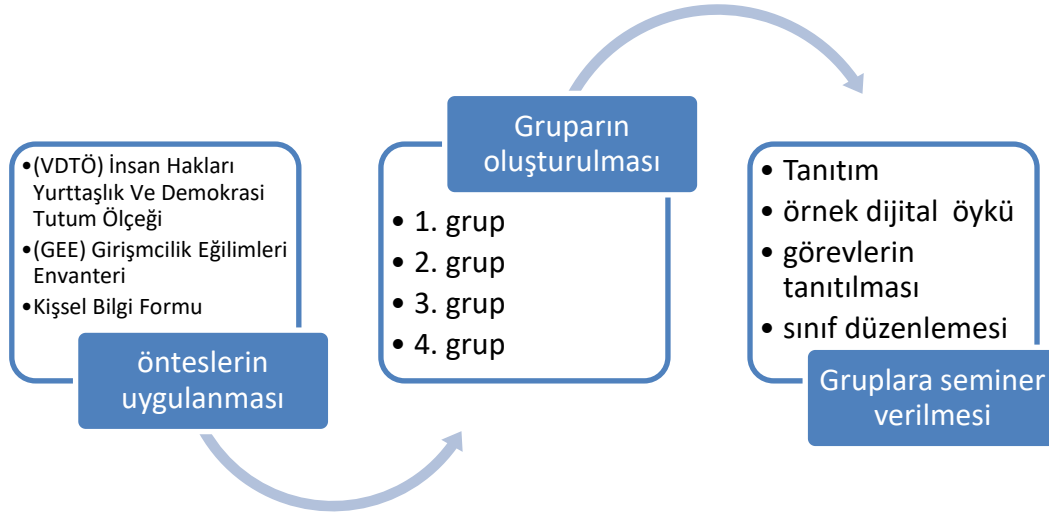 •(VDTÖ) İnsan Hakları
Yurttaşlık Ve Demokrasi
Tutum Ölçeği
•(GEE) Girişmcilik Eğilimleri
Envanteri
•Kişsel Bilgi Formu
önteslerin
uygulanması
Gruparın
oluşturulması
• 1. grup
• 2. grup
• 3. grup
• 4. grup
• Tanıtım
• örnek dijital öykü
• görevlerin
tanıtılması
• sınıf düzenlemesi
Gruplara seminer
verilmesi